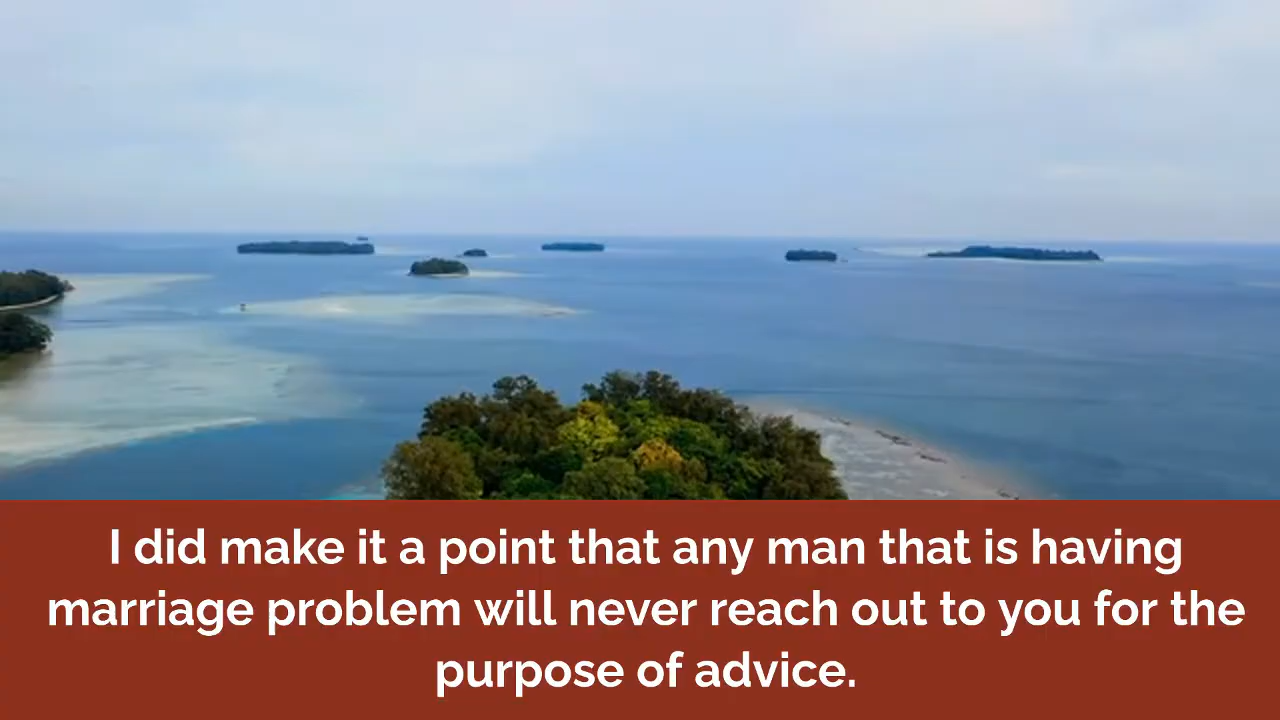 I did make it a point that any man that is having
marriage problem will never reach out to you for the
purpose of advice.